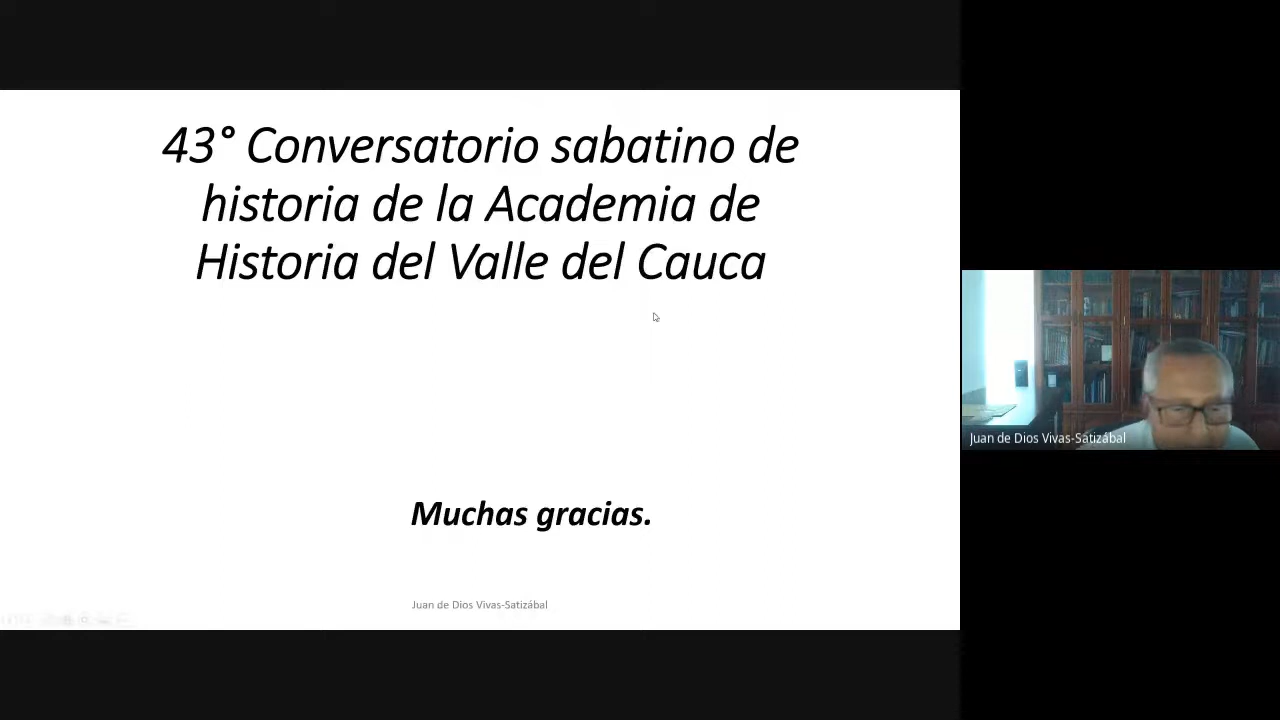 43° Conversatorio sabatino de
historia de la Academia de
Historia del Valle del Cauca
Muchas gracias.
Juan de Dios Vivas-Satizábal
Juan de Dios Vivas-Satizábal